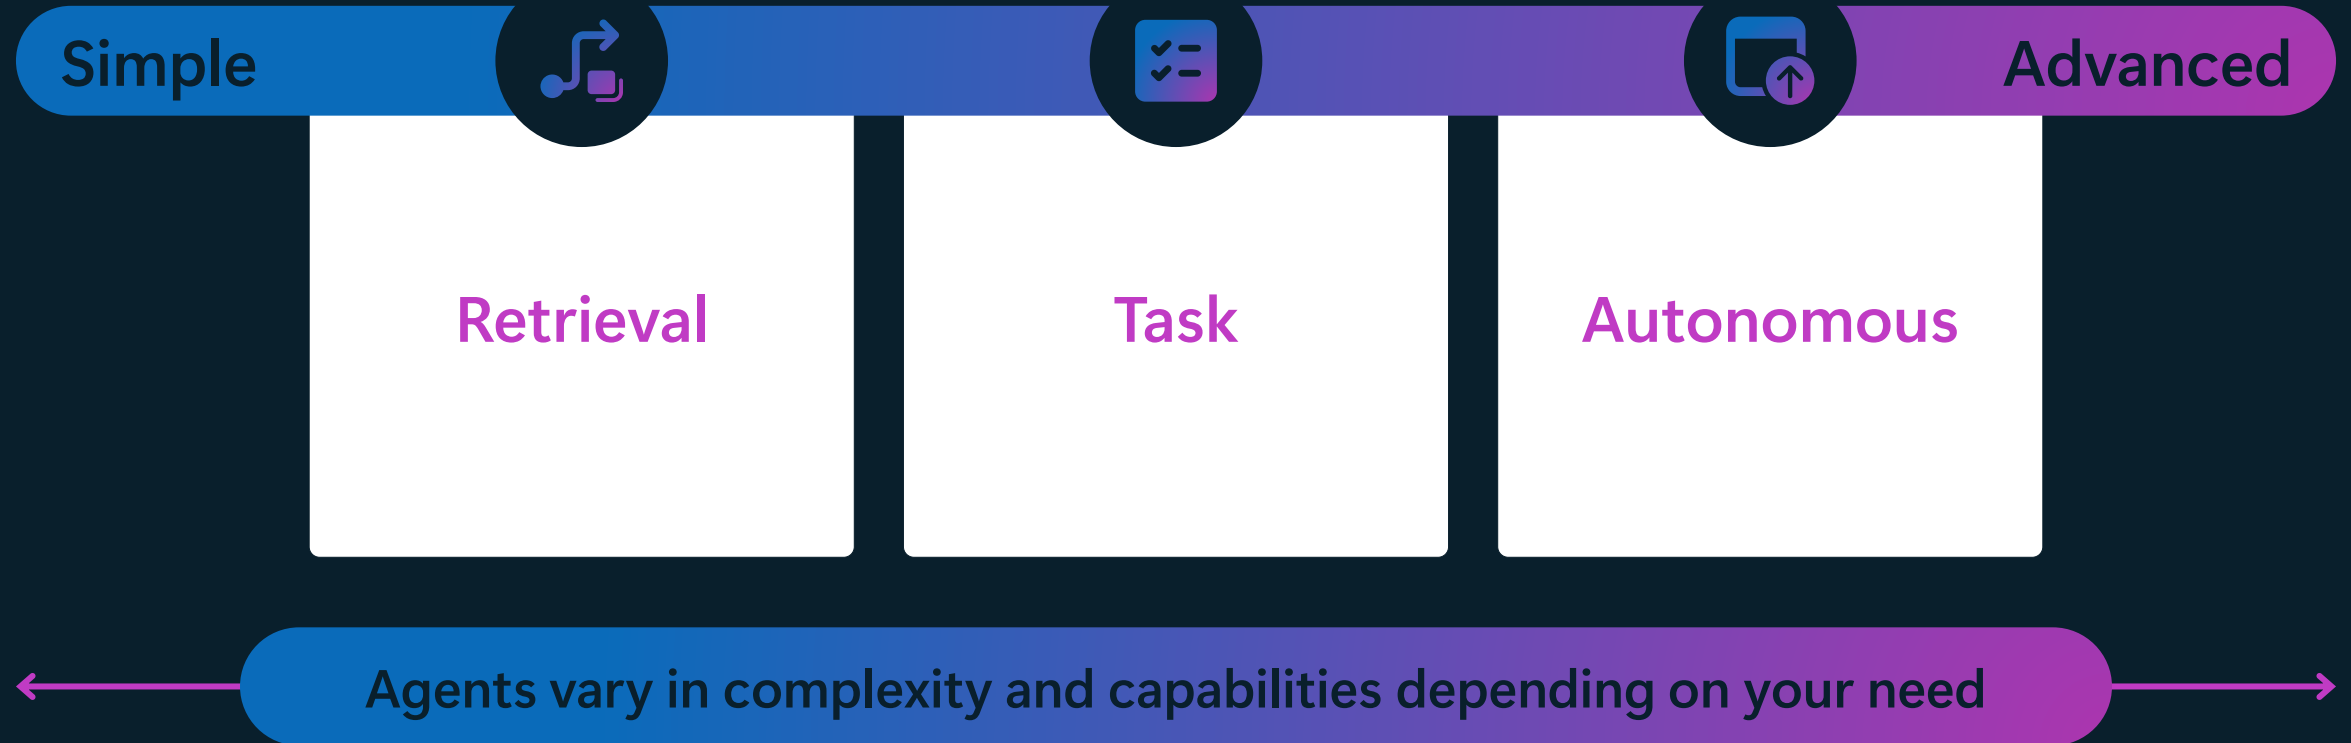 Simple
Advanced
Retrieval
Task
Autonomous
Agents vary in complexity and capabilities depending on your need